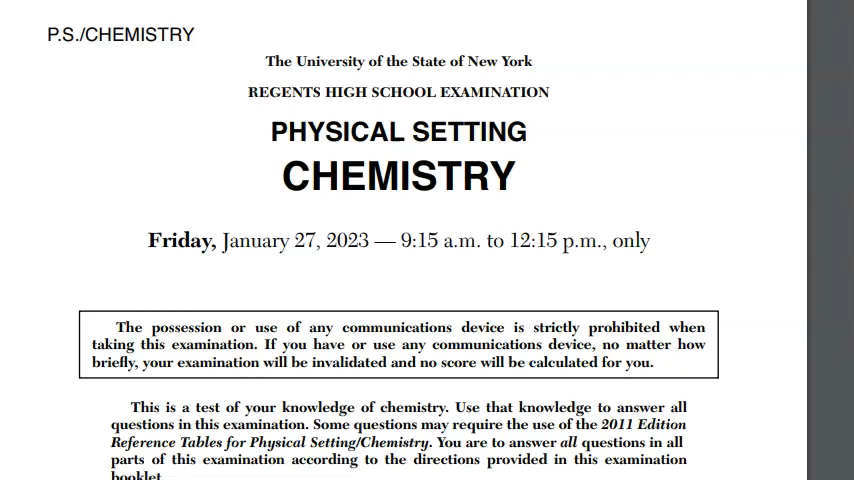 P.S./CHEMISTRY
The University of the State of New York
REGENTS HIGH SCHOOL EXAMINATION
PHYSICAL SETTING
CHEMISTRY
Friday, January 27, 2023 — 9:15 a.m. to 12:15 p.m., only
The possession or use of any communications device is strictly prohibited when
taking this examination. If you have or use any communications device, no matter how
briefly, your examination will be invalidated and no score will be calculated for you.
This is a test of your knowledge of chemistry. Use that knowledge to answer all
questions in this examination. Some questions may require the use of the 2011 Edition
Reference Tables for Physical Setting/Chemistry. You are to answer all questions in all
parts of this examination according to the directions provided in this examination
booklet.